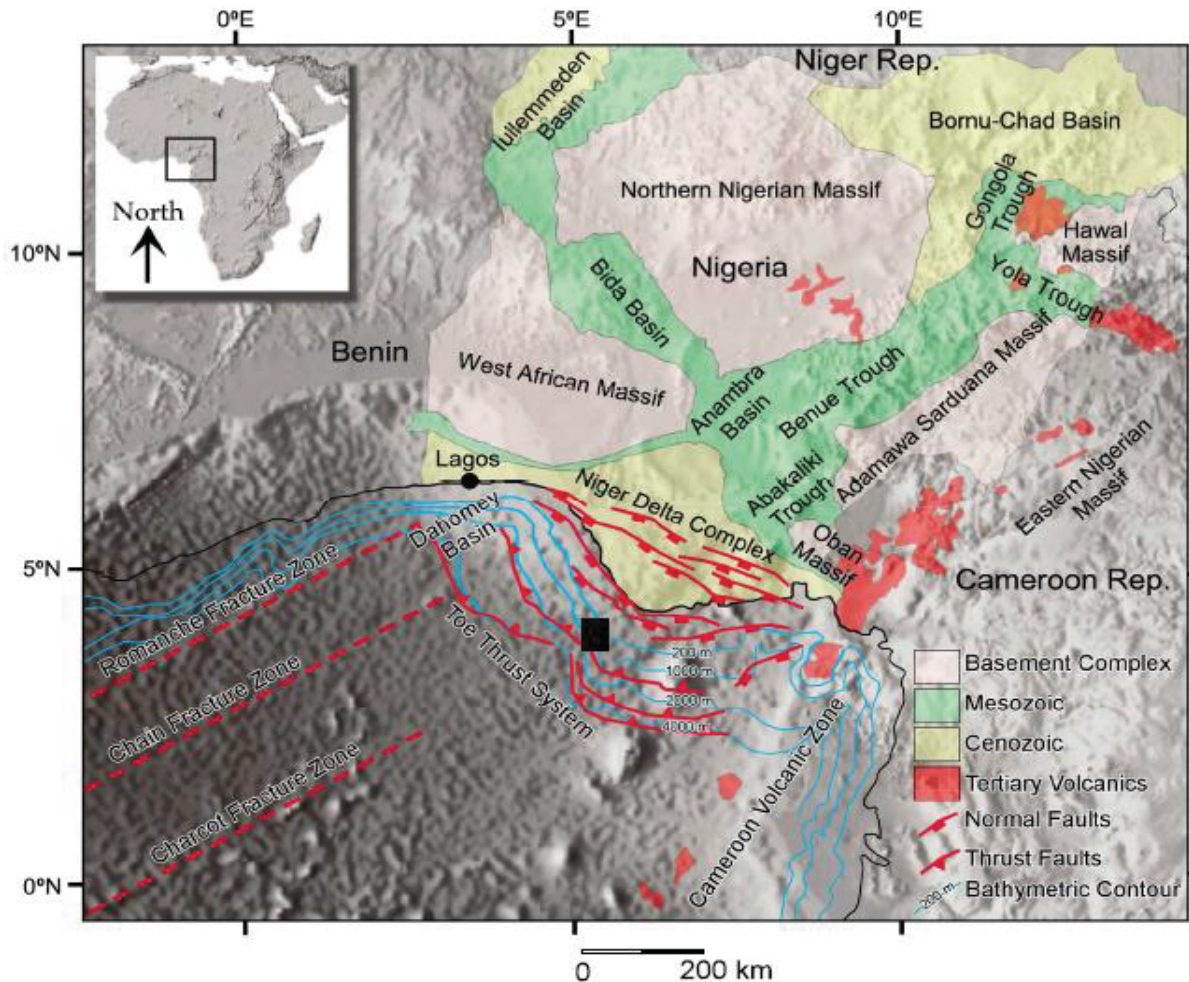 0ºE
5ºE
10ºE
Niger Rep.
Iullemmeden
Basin
Bornu-Chad Basin
North
Northern Nigerian Massif
Gongola
Trough
Hawal
Massif
10ºN
Nigeria
Bida Basin
Yola Trough
Benin
West African Massif
Anambra
Basin
Benue Trough
Adamawa Sarduana Massif
Lagos
Niger Delta Complex
Abakaliki
Trough
Eastern Nigerian
Massif
Dahomey
Basin
Oban
Massif
5ºN
Cameroon Rep.
Romanche Fracture Zone
Toe Thrust System
200 m
1000 m
2000 m
4000 m
Chain Fracture Zone
Charcot Fracture Zone
Cameroon Volcanic Zone
Basement Complex
Mesozoic
Cenozoic
Tertiary Volcanics
Normal Faults
Thrust Faults
200 m
Bathymetric Contour
0ºN
0
200 km